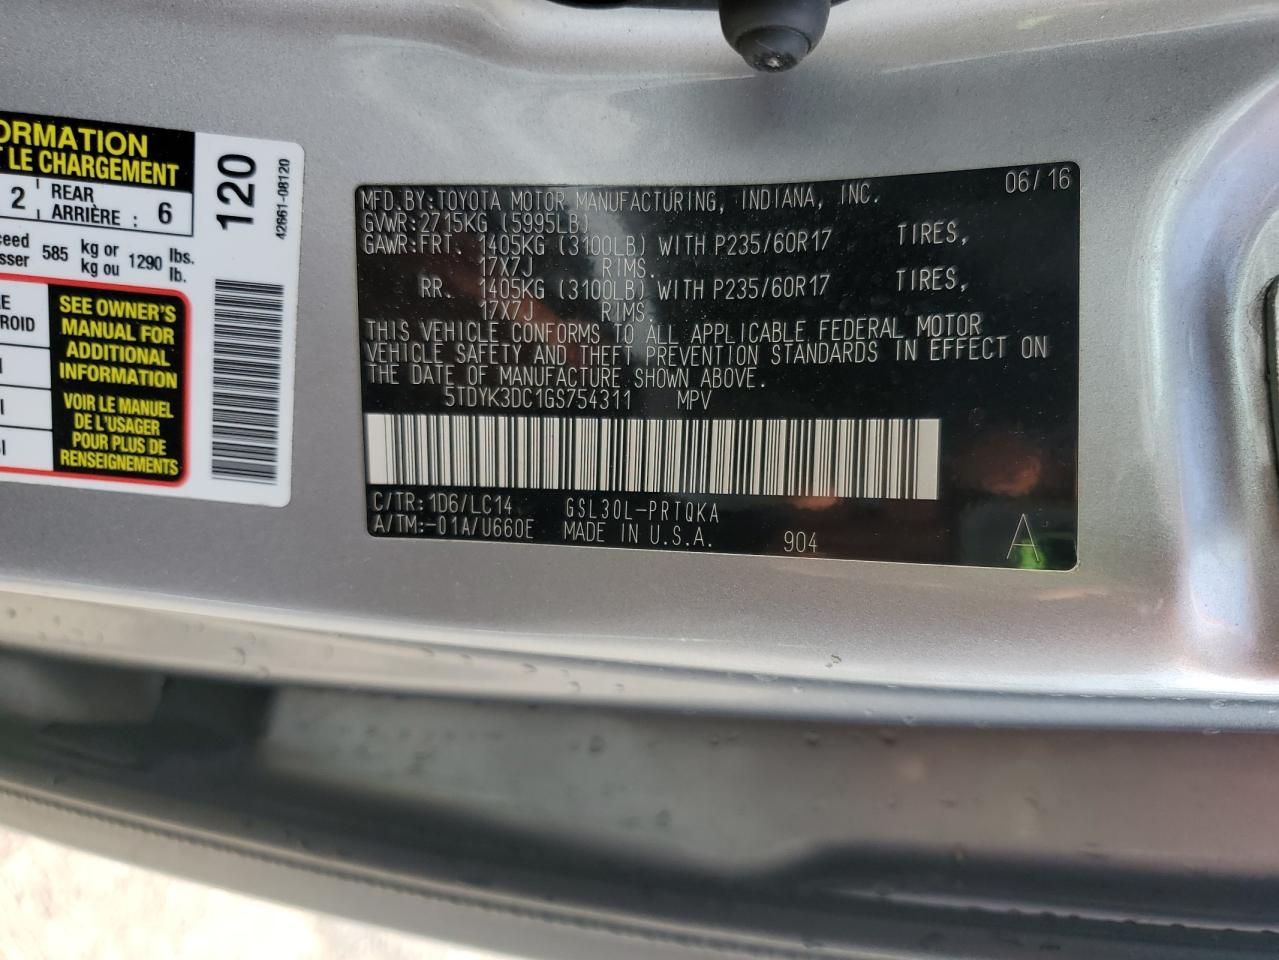 ORMATION
T LE CHARGEMENT
2 REAR
ARRIÈRE : 6
ceed
sser 585 kg or
kg ou 1290 lbs.
lb.
E
ROID
I
I
SI
SEE OWNER'S
MANUAL FOR
ADDITIONAL
INFORMATION
VOIR LE MANUEL
DE L'USAGER
POUR PLUS DE
RENSEIGNEMENTS
120
42661-08120
06/16
MFD.BY:TOYOTA MOTOR MANUFACTURING, INDIANA, INC.
GVWR:2715KG (5995LB)
GAWR:FRT. 1405KG (3100LB) WITH P235/60R17 TIRES,
17X7J RIMS.
RR. 1405KG (3100LB) WITH P235/60R17 TIRES,
17X7J RIMS.
THIS VEHICLE CONFORMS TO ALL APPLICABLE FEDERAL MOTOR
VEHICLE SAFETY AND THEFT PREVENTION STANDARDS IN EFFECT ON
THE DATE OF MANUFACTURE SHOWN ABOVE.
5TDYK3DC1GS754311 MPV
C/TR:1D6/LC14 GSL30L-PRTQKA
A/TM:-01A/U660E MADE IN U.S.A. 904 A